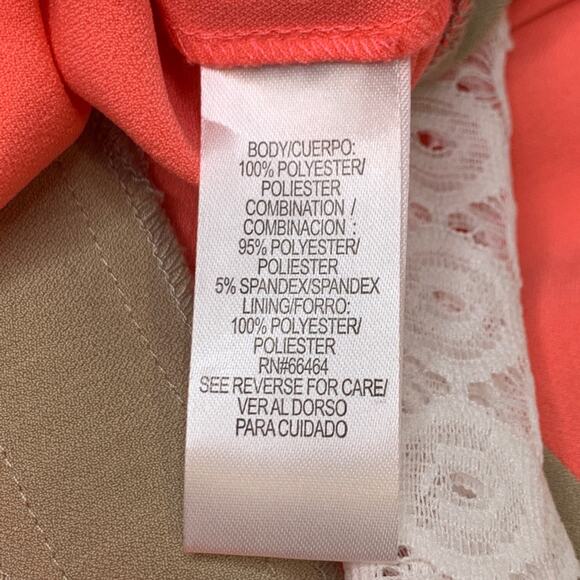 BODY/CUERPO:
100% POLYESTER/
POLIESTER
COMBINATION /
COMBINACION :
95% POLYESTER/
POLIESTER
5% SPANDEX/SPANDEX
LINING/FORRO:
100% POLYESTER/
POLIESTER
RN#66464
SEE REVERSE FOR CARE/
VER AL DORSO
PARA CUIDADO